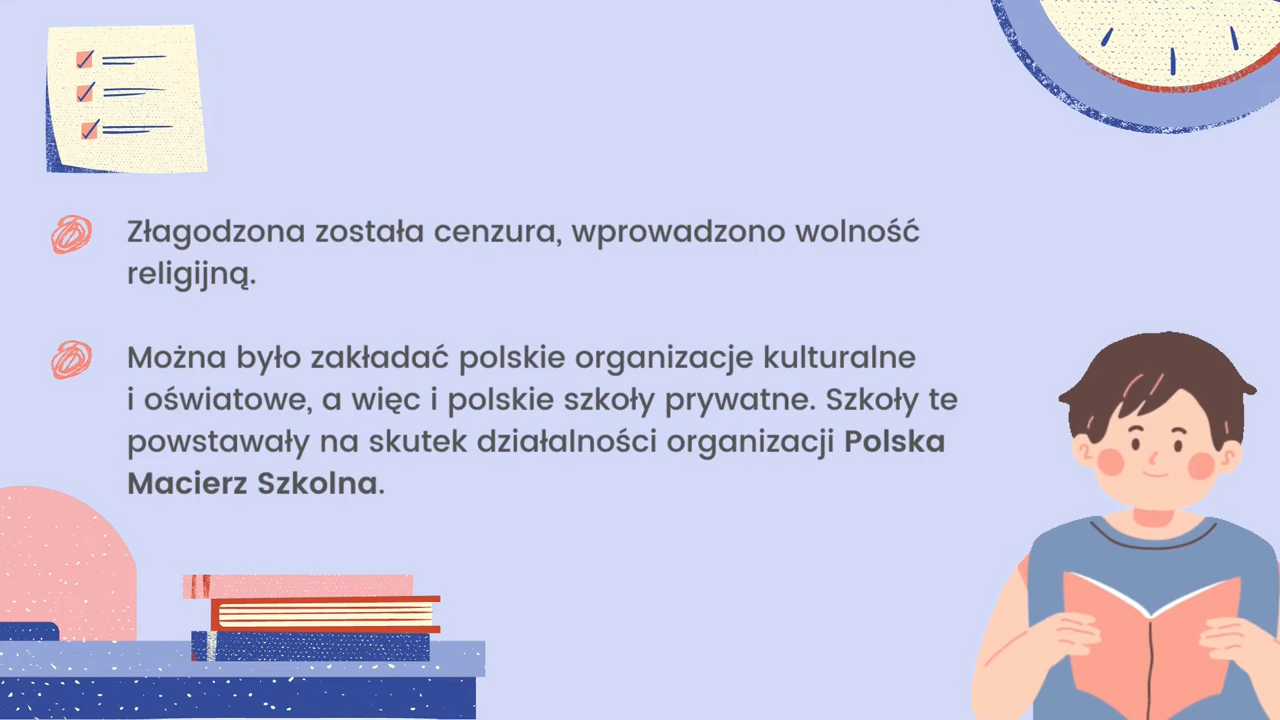 Złagodzona została cenzura, wprowadzono wolność
religijną.
Można było zakładać polskie organizacje kulturalne
i oświatowe, a więc i polskie szkoły prywatne. Szkoły te
powstawały na skutek działalności organizacji Polska
Macierz Szkolna.